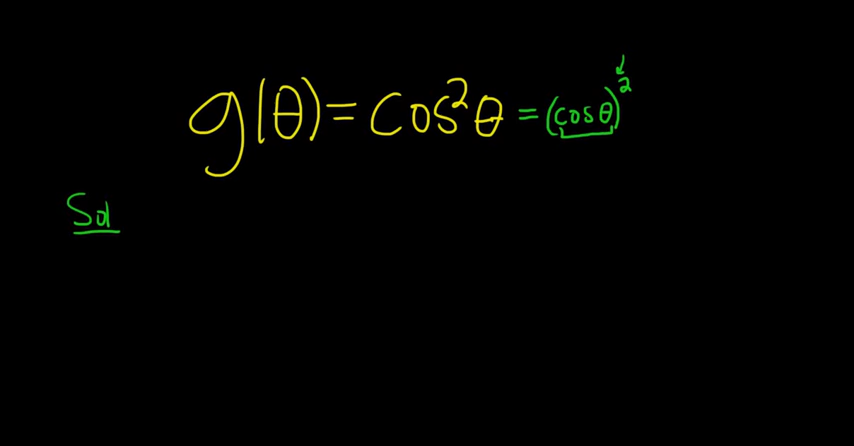 g(θ) = cos²θ = (cosθ)²
Sol